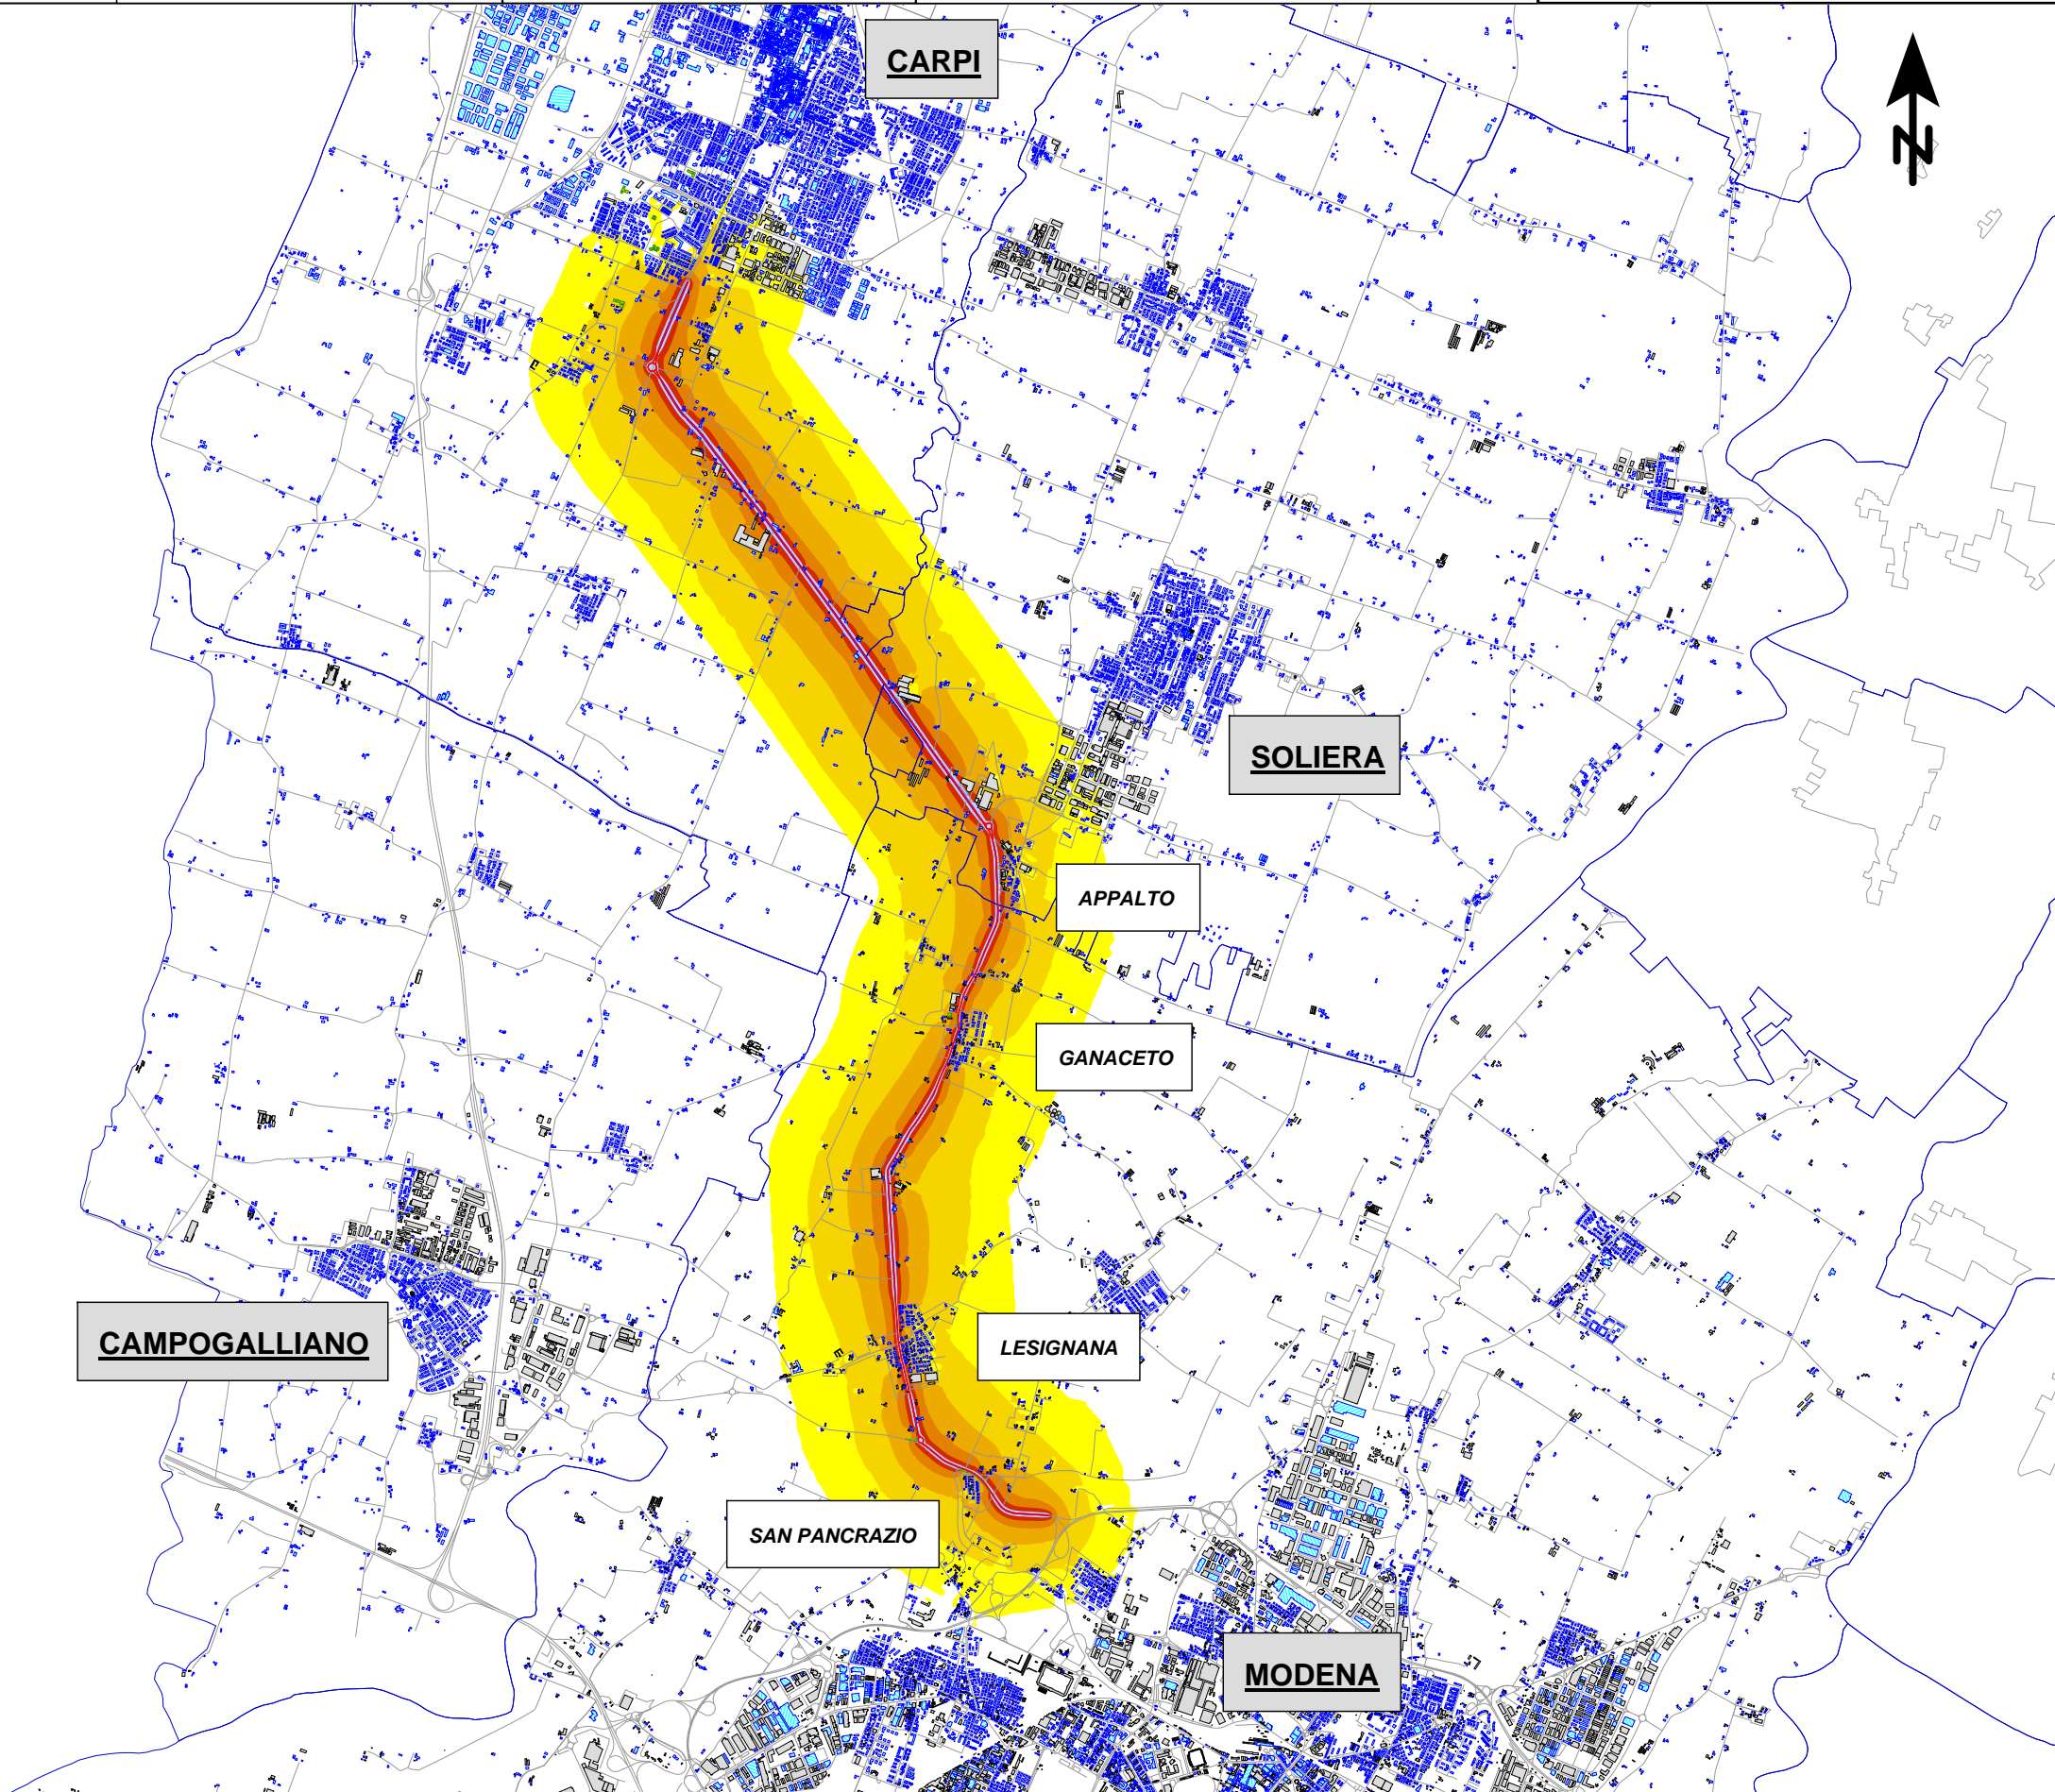 CARPI
N
SOLIERA
APPALTO
GANACETO
CAMPOGALLIANO
LESIGNANA
SAN PANCRAZIO
MODENA